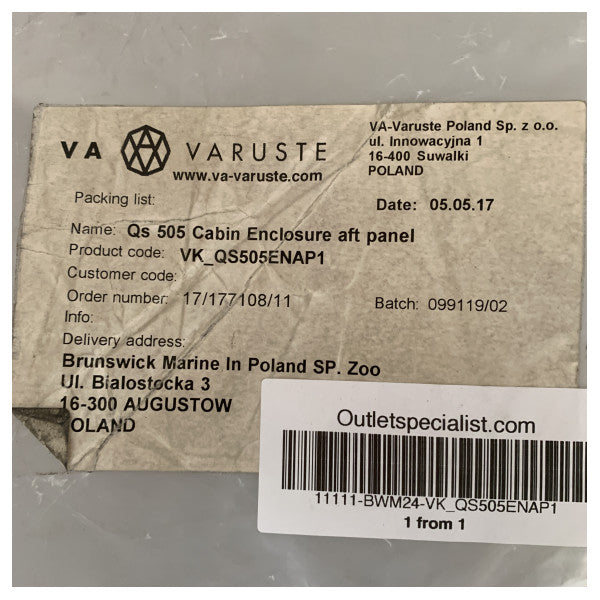 VA VARUSTE
www.va-varuste.com
VA-Varuste Poland Sp. z o.o.
ul. Innowacyjna 1
16-400 Suwalki
POLAND
Packing list:
Date: 05.05.17
Name: Qs 505 Cabin Enclosure aft panel
Product code: VK_QS505ENAP1
Customer code:
Order number: 17/177108/11
Batch: 099119/02
Info:
Delivery address:
Brunswick Marine In Poland SP. Zoo
Ul. Bialostocka 3
16-300 AUGUSTOW
POLAND
Outletspecialist.com
11111-BWM24-VK_QS505ENAP1
1 from 1